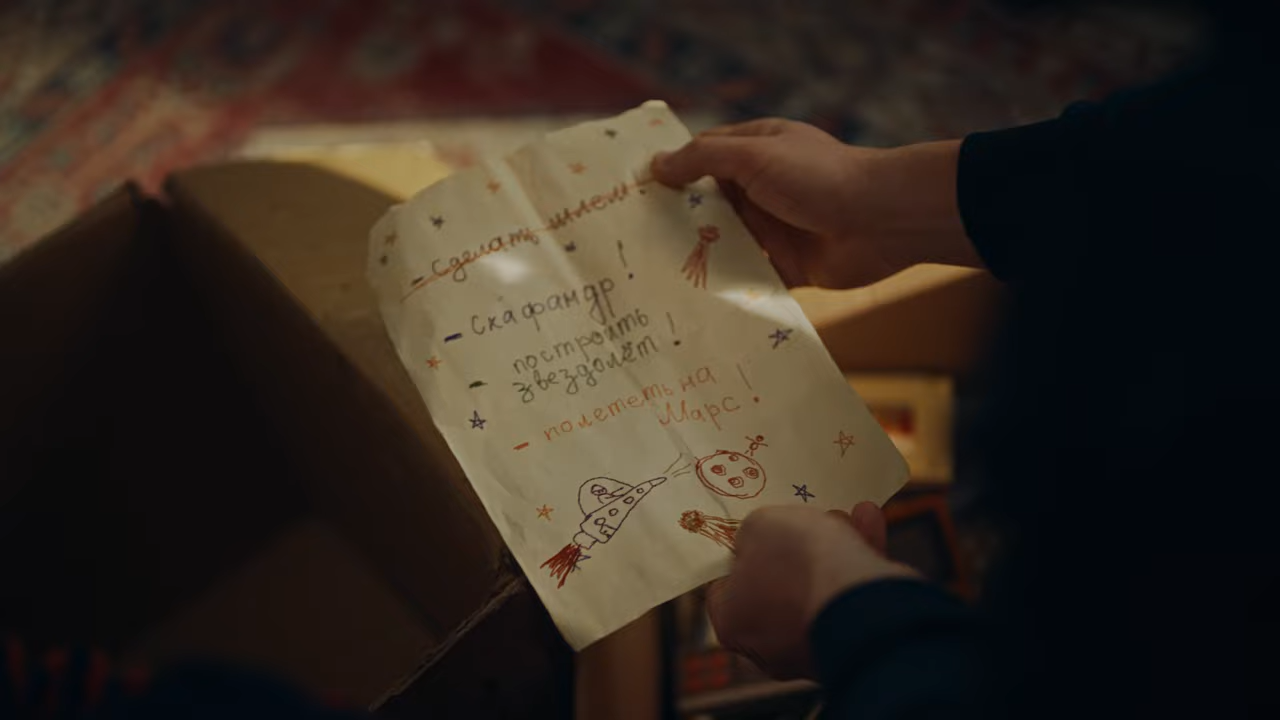 - Сделать шлем!
- Скафандр!
- построить
звездолёт!
- полететь на
Марс!